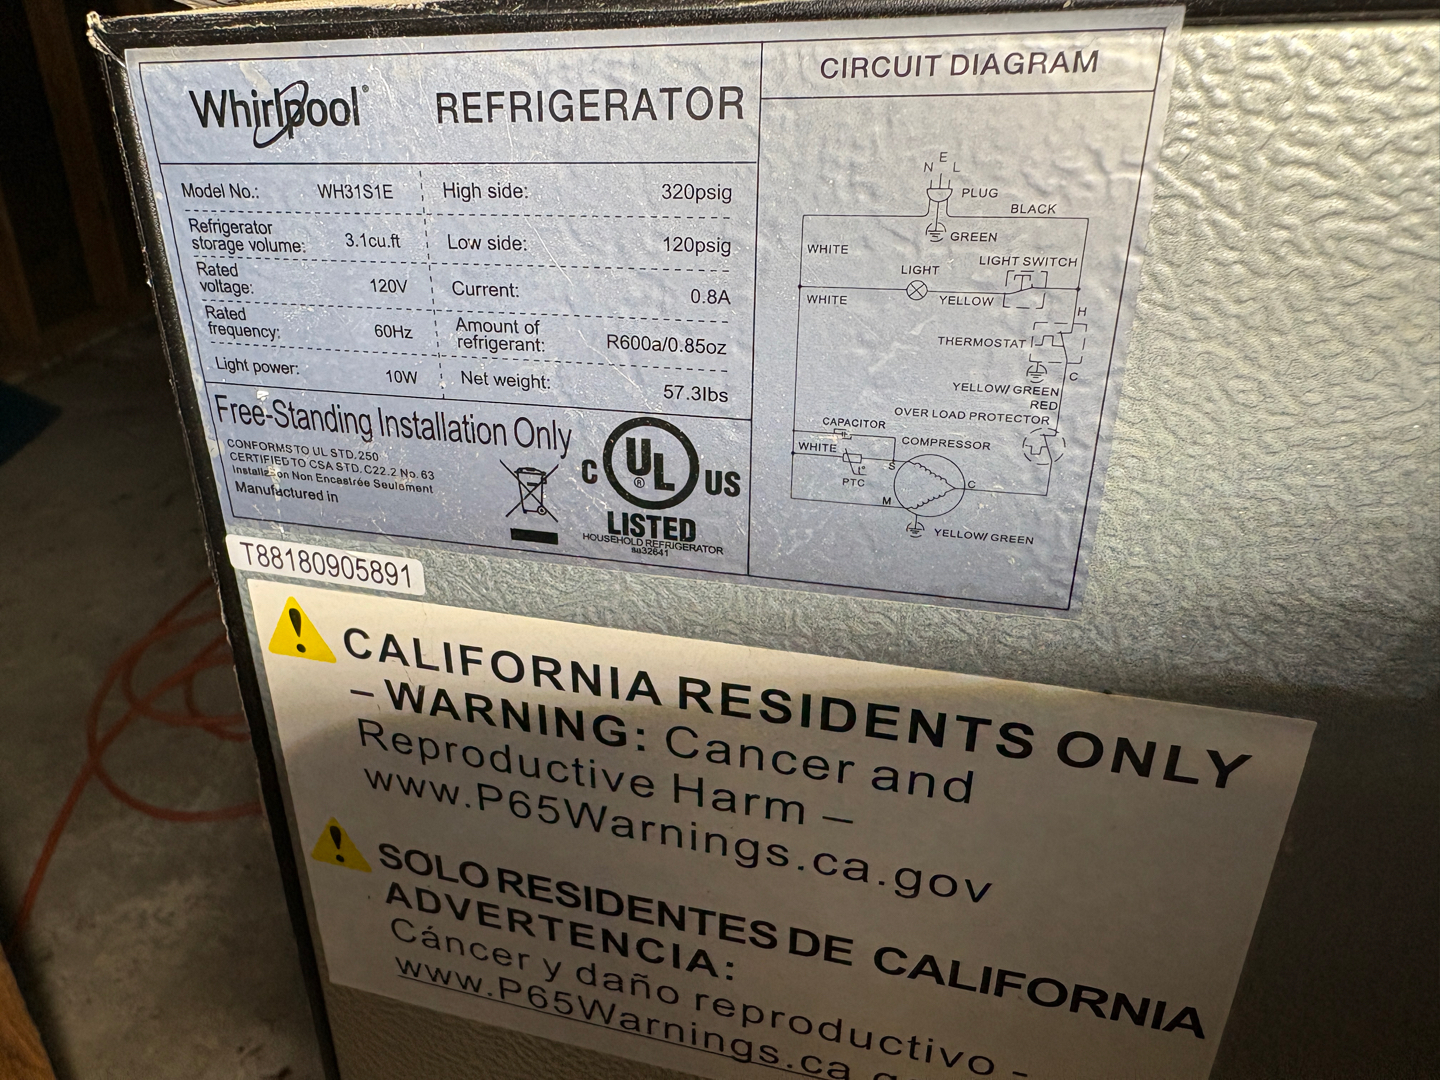 Whirlpool® REFRIGERATOR
Model No.: WH31S1E
High side: 320psig
Refrigerator
storage volume: 3.1cu.ft
Low side: 120psig
Rated
voltage: 120V
Current: 0.8A
Rated
frequency: 60Hz
Amount of
refrigerant: R600a/0.85oz
Light power: 10W
Net weight: 57.3lbs
Free-Standing Installation Only
CONFORMS TO UL STD.250
CERTIFIED TO CSA STD.C22.2 No.63
Installation Non Encastrée Seulement
Manufactured in
C UL ® US
LISTED
HOUSEHOLD REFRIGERATOR
sa32641
CIRCUIT DIAGRAM
N E L
PLUG
BLACK
GREEN
WHITE
LIGHT SWITCH
LIGHT
WHITE
YELLOW
H
THERMOSTAT
C
YELLOW/GREEN
RED
OVER LOAD PROTECTOR
CAPACITOR
COMPRESSOR
WHITE
S
PTC
C
M
YELLOW/GREEN
T88180905891
CALIFORNIA RESIDENTS ONLY
– WARNING: Cancer and
Reproductive Harm –
www.P65Warnings.ca.gov
SOLO RESIDENTES DE CALIFORNIA
ADVERTENCIA:
Cáncer y daño reproductivo -
www.P65Warnings.ca